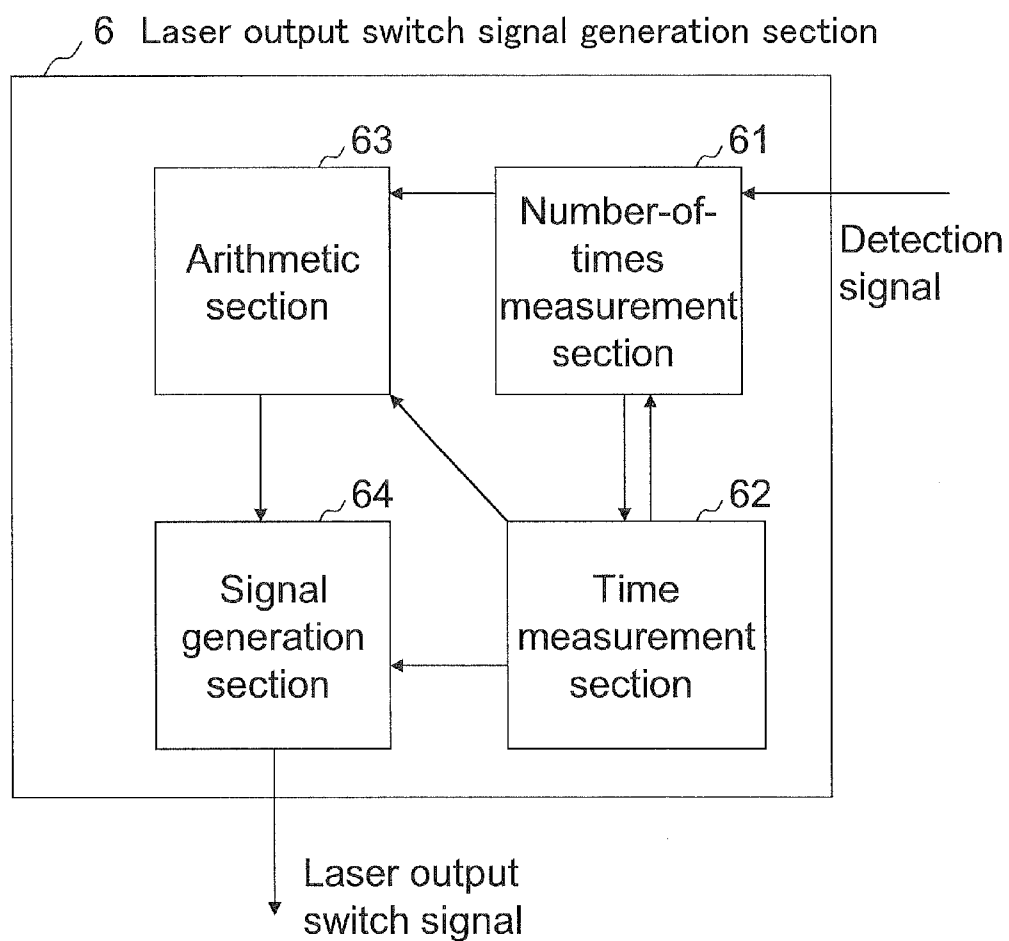 6 Laser output switch signal generation section
63
61
Arithmetic
section
Number-of-
times
measurement
section
Detection
signal
64
62
Signal
generation
section
Time
measurement
section
Laser output
switch signal